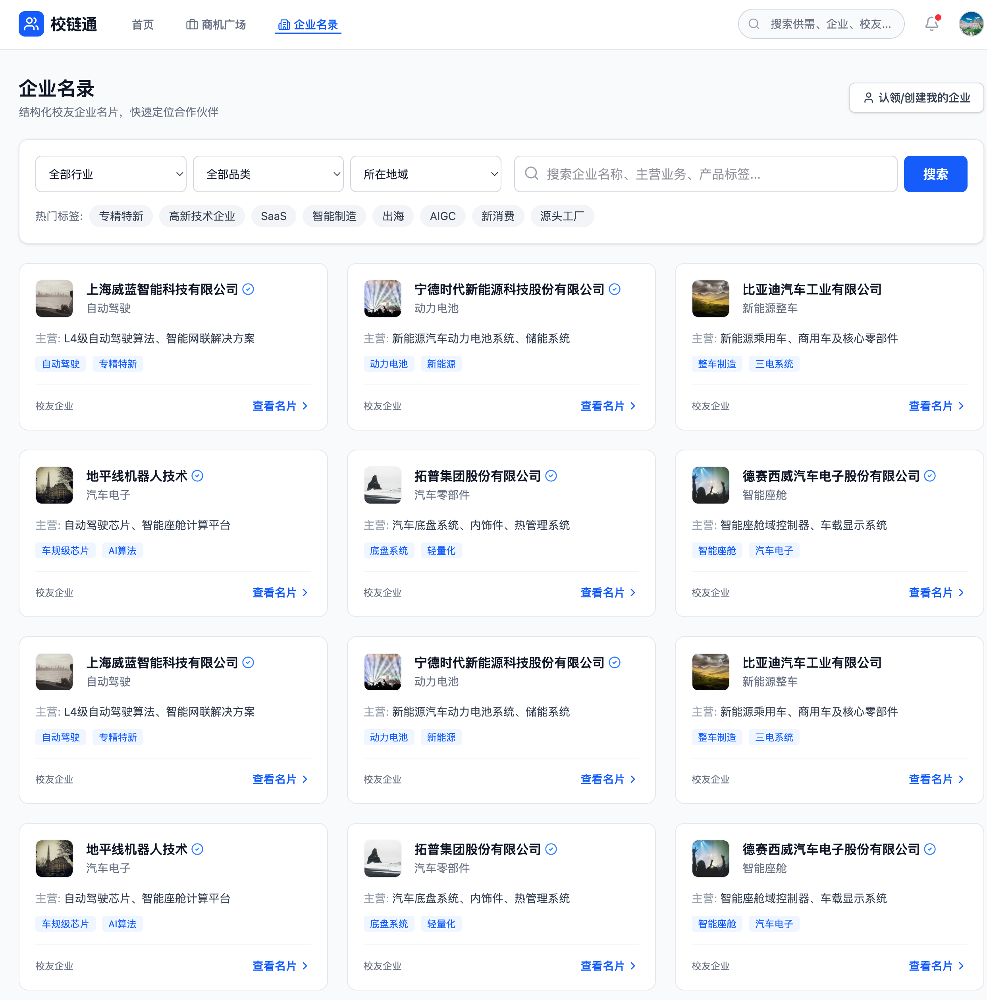 校链通
首页
商机广场
企业名录
搜索供需、企业、校友...
企业名录
结构化校友企业名片，快速定位合作伙伴
认领/创建我的企业
全部行业
全部品类
所在地域
搜索企业名称、主营业务、产品标签...
搜索
热门标签: 专精特新 高新技术企业 SaaS 智能制造 出海 AIGC 新消费 源头工厂
上海威蓝智能科技有限公司
自动驾驶
主营: L4级自动驾驶算法、智能网联解决方案
自动驾驶 专精特新
校友企业 查看名片
宁德时代新能源科技股份有限公司
动力电池
主营: 新能源汽车动力电池系统、储能系统
动力电池 新能源
校友企业 查看名片
比亚迪汽车工业有限公司
新能源整车
主营: 新能源乘用车、商用车及核心零部件
整车制造 三电系统
校友企业 查看名片
地平线机器人技术
汽车电子
主营: 自动驾驶芯片、智能座舱计算平台
车规级芯片 AI算法
校友企业 查看名片
拓普集团股份有限公司
汽车零部件
主营: 汽车底盘系统、内饰件、热管理系统
底盘系统 轻量化
校友企业 查看名片
德赛西威汽车电子股份有限公司
智能座舱
主营: 智能座舱域控制器、车载显示系统
智能座舱 汽车电子
校友企业 查看名片
上海威蓝智能科技有限公司
自动驾驶
主营: L4级自动驾驶算法、智能网联解决方案
自动驾驶 专精特新
校友企业 查看名片
宁德时代新能源科技股份有限公司
动力电池
主营: 新能源汽车动力电池系统、储能系统
动力电池 新能源
校友企业 查看名片
比亚迪汽车工业有限公司
新能源整车
主营: 新能源乘用车、商用车及核心零部件
整车制造 三电系统
校友企业 查看名片
地平线机器人技术
汽车电子
主营: 自动驾驶芯片、智能座舱计算平台
车规级芯片 AI算法
校友企业 查看名片
拓普集团股份有限公司
汽车零部件
主营: 汽车底盘系统、内饰件、热管理系统
底盘系统 轻量化
校友企业 查看名片
德赛西威汽车电子股份有限公司
智能座舱
主营: 智能座舱域控制器、车载显示系统
智能座舱 汽车电子
校友企业 查看名片